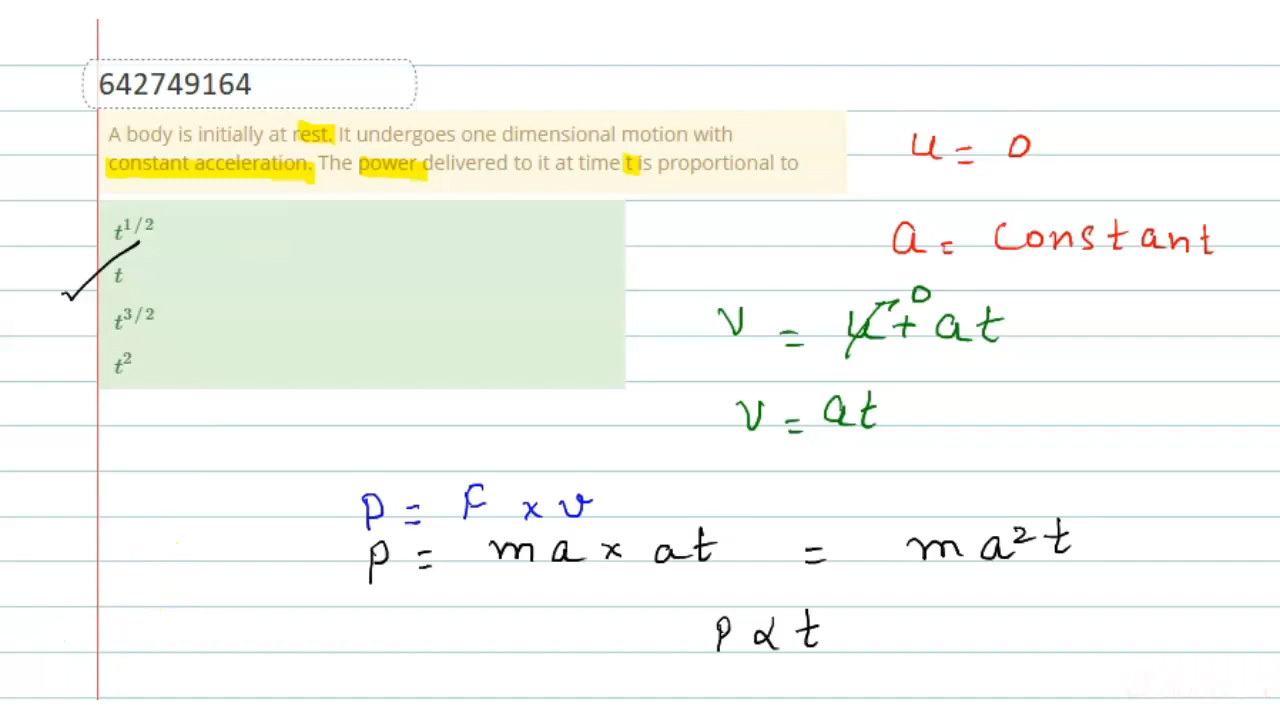 642749164
A body is initially at rest. It undergoes one dimensional motion with
constant acceleration. The power delivered to it at time t is proportional to
t^{1/2}
t
t^{3/2}
t^2
u = 0
a = constant
v = u + at
0
v = at
P = F × v
P = ma × at = ma²t
P ∝ t